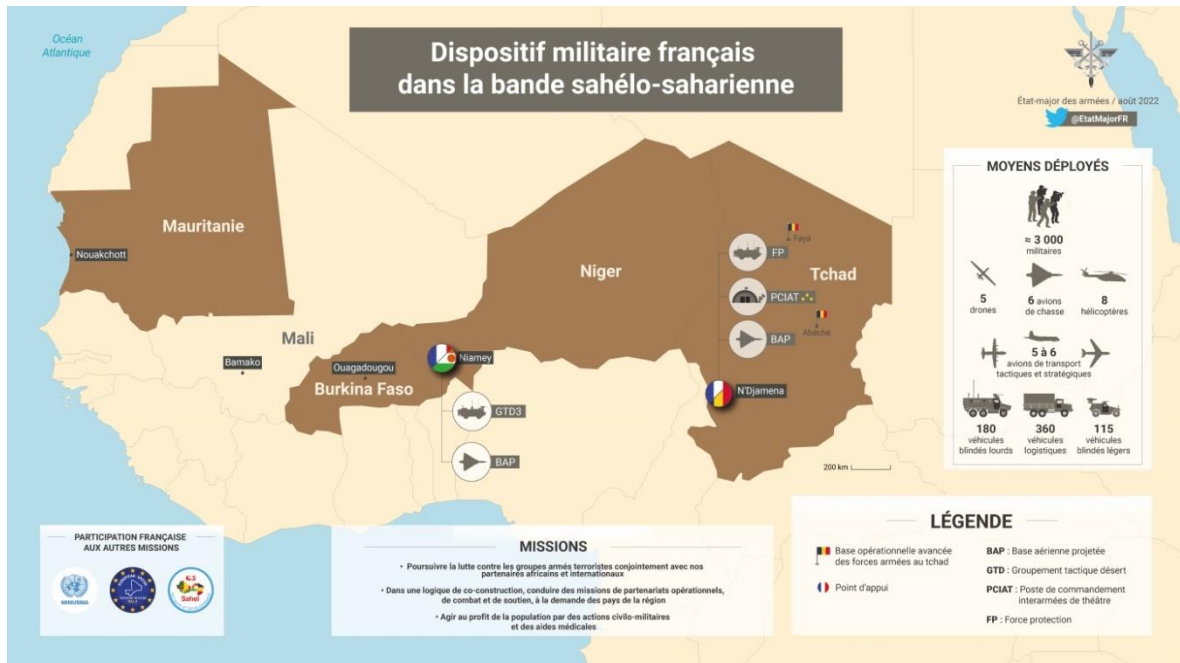 Océan
Atlantique
Dispositif militaire français
dans la bande sahélo-saharienne
État-major des armées / août 2022
@EtatMajorFR
Mauritanie
Nouakchott
Mali
Bamako
Ouagadougou
Burkina Faso
Niamey
GTD3
BAP
Niger
Tchad
Faya
FP
PCIAT
Abéché
BAP
N'Djamena
200 km
MOYENS DÉPLOYÉS
≈ 3 000
militaires
5
drones
6 avions
de chasse
8
hélicoptères
5 à 6
avions de transport
tactiques et stratégiques
180
véhicules
blindés lourds
360
véhicules
logistiques
115
véhicules
blindés légers
PARTICIPATION FRANÇAISE
AUX AUTRES MISSIONS
MINUSMA
G5
Sahel
MISSIONS
• Poursuivre la lutte contre les groupes armés terroristes conjointement avec nos
partenaires africains et internationaux
• Dans une logique de co-construction, conduire des missions de partenariats opérationnels,
de combat et de soutien, à la demande des pays de la région
• Agir au profit de la population par des actions civilo-militaires
et des aides médicales
LÉGENDE
Base opérationnelle avancée
des forces armées au tchad
Point d'appui
BAP : Base aérienne projetée
GTD : Groupement tactique désert
PCIAT : Poste de commandement
interarmées de théâtre
FP : Force protection